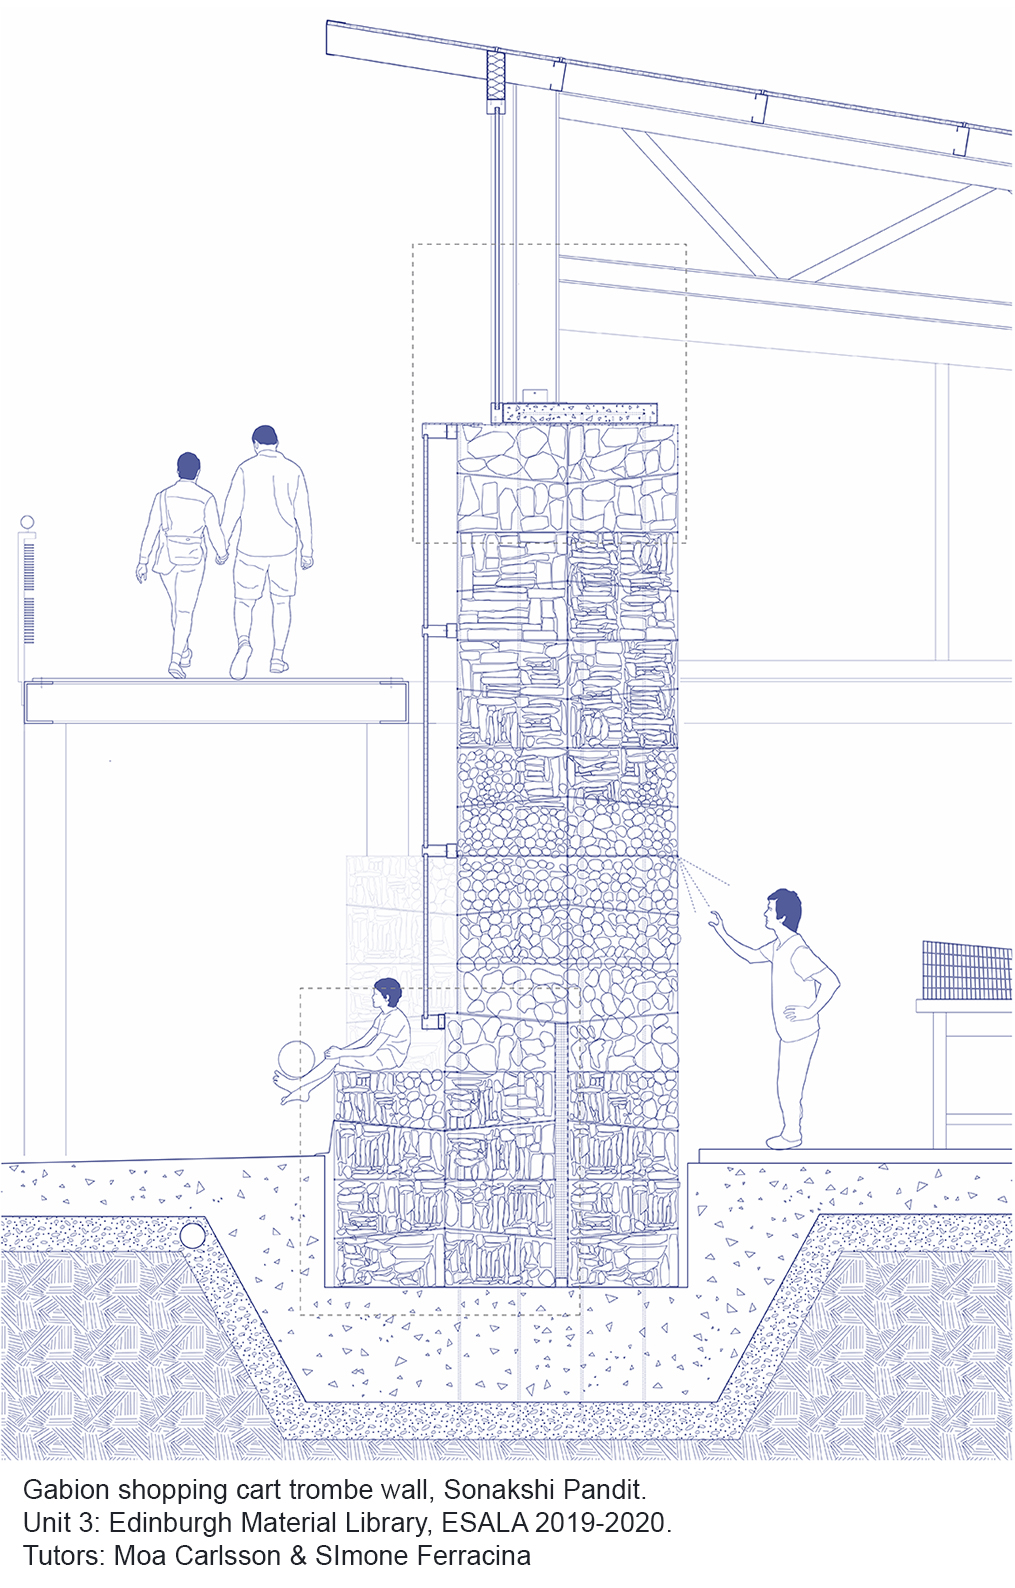 Gabion shopping cart trombe wall, Sonakshi Pandit.
Unit 3: Edinburgh Material Library, ESALA 2019-2020.
Tutors: Moa Carlsson & SImone Ferracina